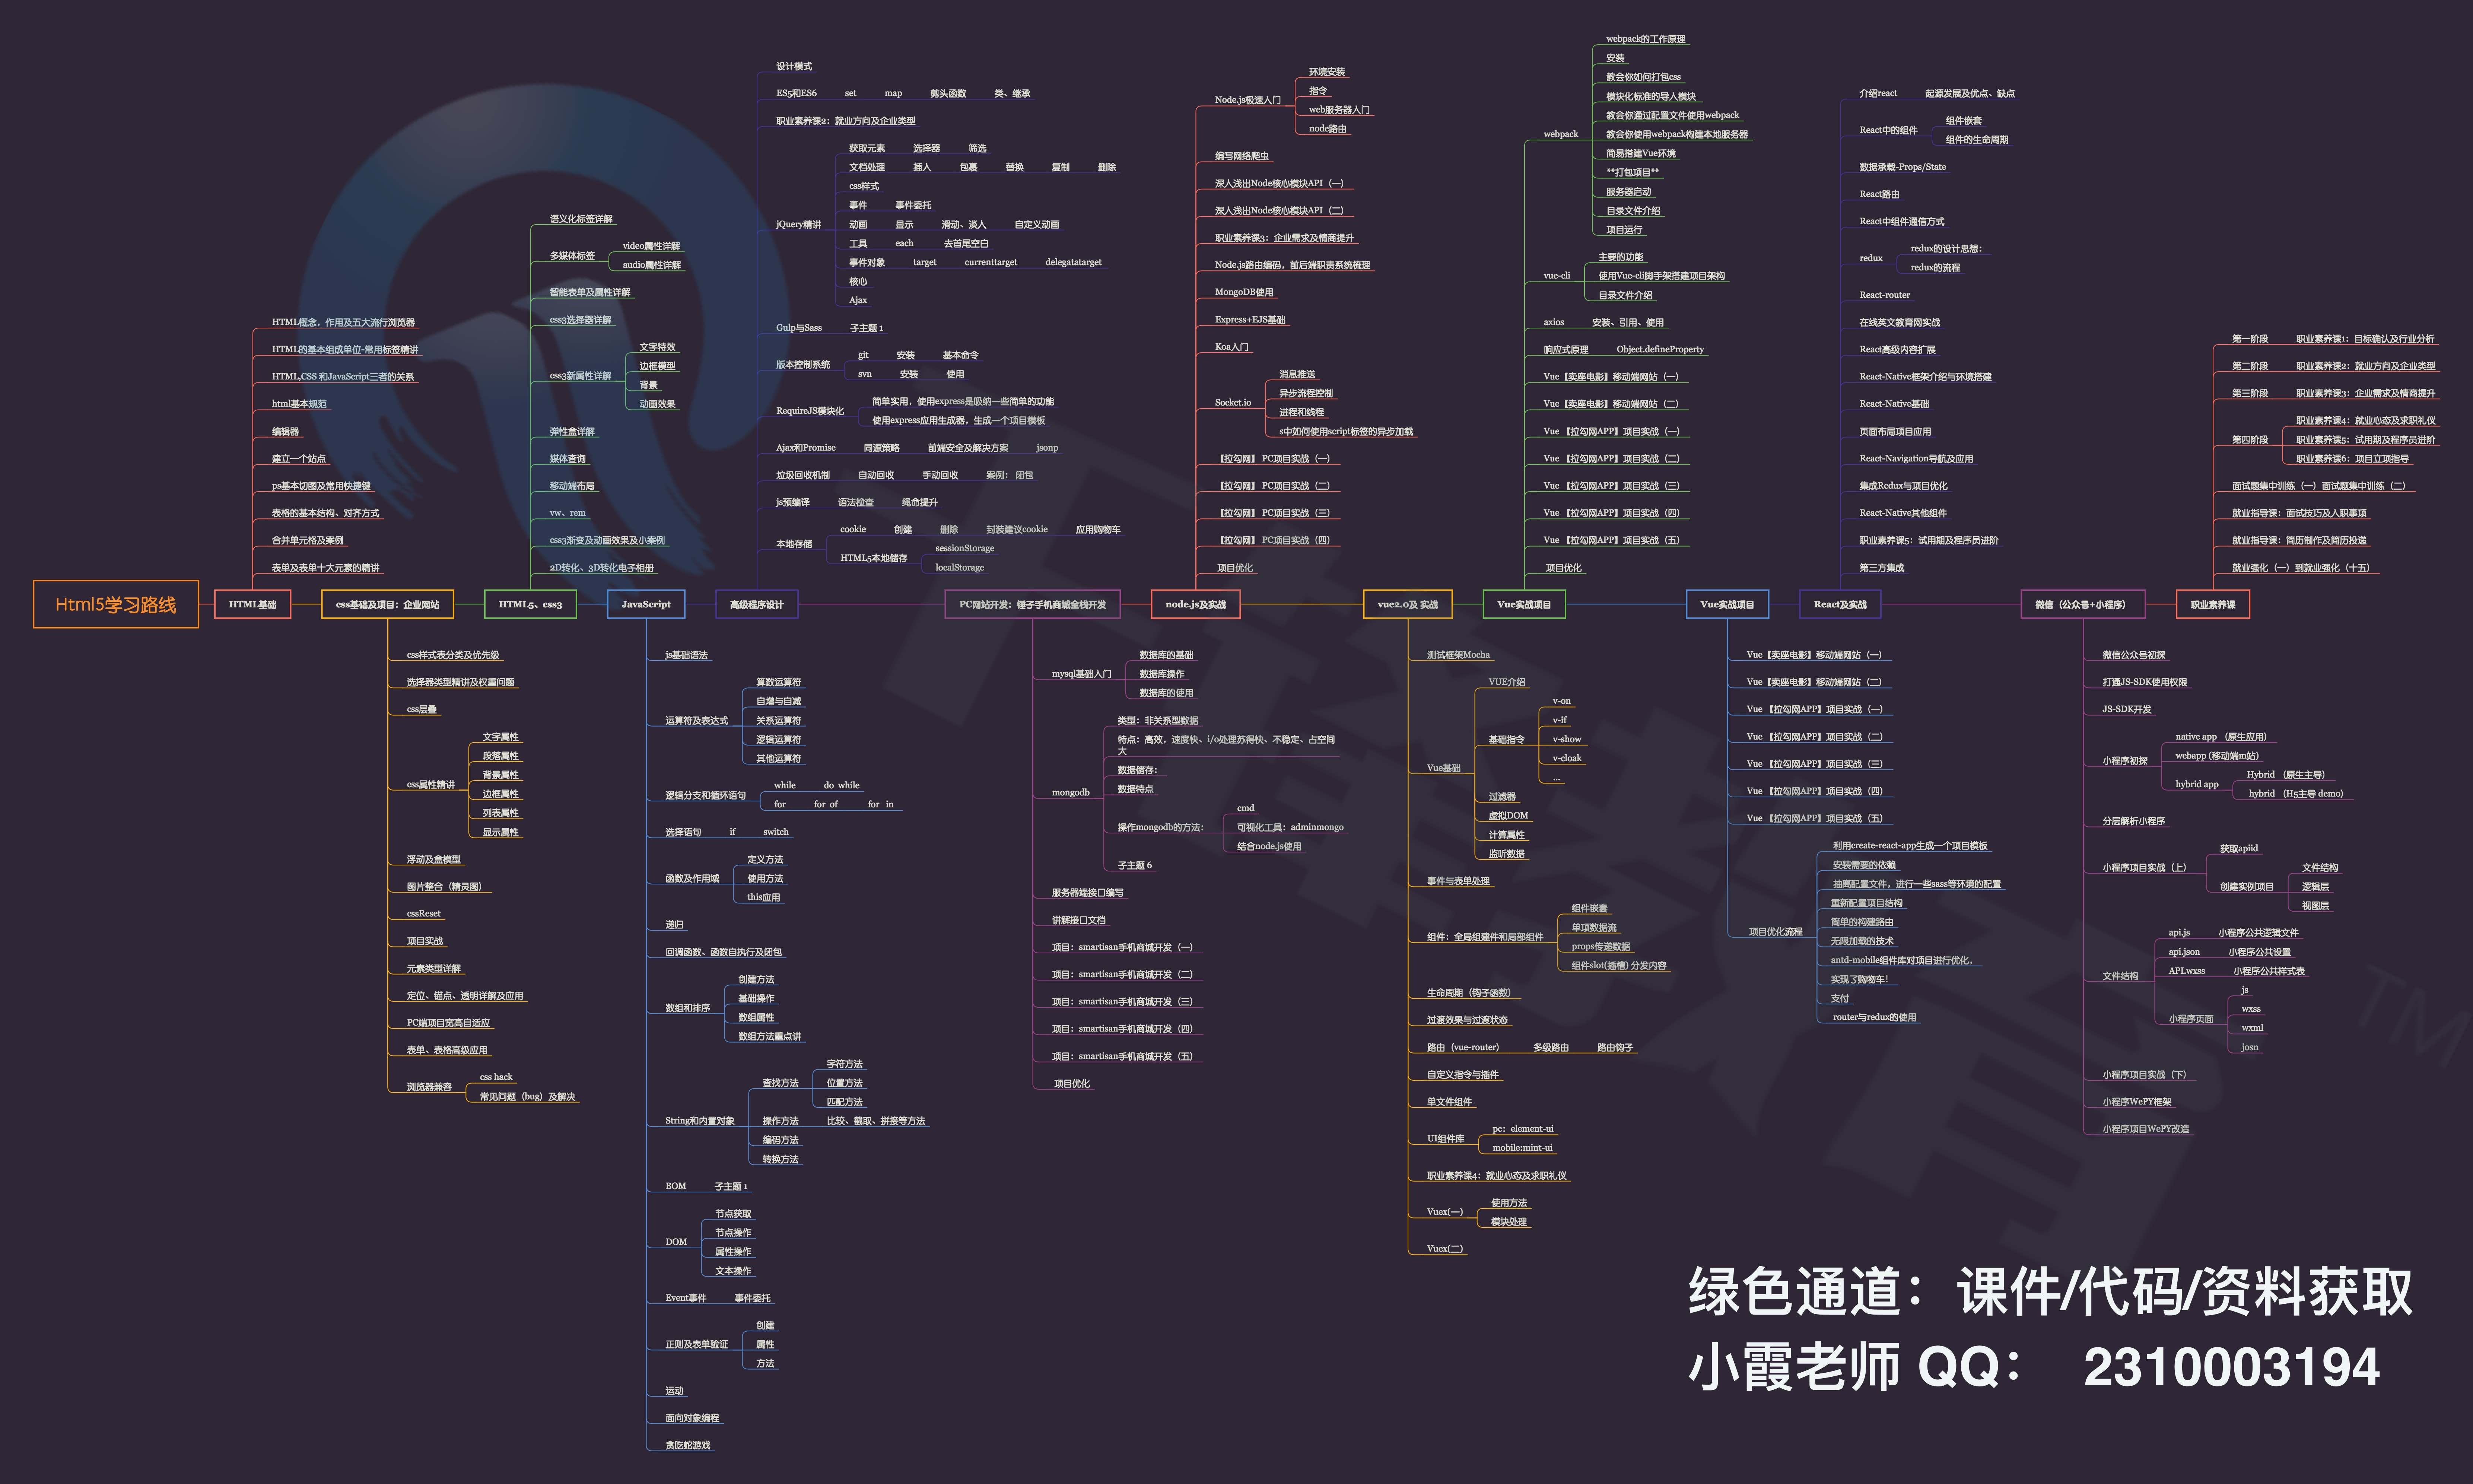 Html5学习路线
HTML基础
HTML概念，作用及五大流行浏览器
HTML的基本组成单位-常用标签精讲
HTML,CSS 和JavaScript三者的关系
html基本规范
编辑器
建立一个站点
ps基本切图及常用快捷键
表格的基本结构、对齐方式
合并单元格及案例
表单及表单十大元素的精讲
css基础及项目：企业网站
css样式表分类及优先级
选择器类型精讲及权重问题
css层叠
css属性精讲
文字属性
段落属性
背景属性
边框属性
列表属性
显示属性
浮动及盒模型
图片整合（精灵图）
cssReset
项目实战
元素类型详解
定位、锚点、透明详解及应用
PC端项目宽高自适应
表单、表格高级应用
浏览器兼容
css hack
常见问题（bug）及解决
HTML5、css3
语义化标签详解
多媒体标签
video属性详解
audio属性详解
智能表单及属性详解
css3选择器详解
css3新属性详解
文字特效
边框模型
背景
动画效果
弹性盒详解
媒体查询
移动端布局
vw、rem
css3渐变及动画效果及小案例
2D转化、3D转化电子相册
JavaScript
js基础语法
运算符及表达式
算数运算符
自增与自减
关系运算符
逻辑运算符
其他运算符
逻辑分支和循环语句
while do while
for for of for in
选择语句 if switch
函数及作用域
定义方法
使用方法
this应用
递归
回调函数、函数自执行及闭包
数组和排序
创建方法
基础操作
数组属性
数组方法重点讲
String和内置对象
查找方法
字符方法
位置方法
匹配方法
操作方法 比较、截取、拼接等方法
编码方法
转换方法
BOM 子主题 1
DOM
节点获取
节点操作
属性操作
文本操作
Event事件 事件委托
正则及表单验证
创建
属性
方法
运动
面向对象编程
贪吃蛇游戏
高级程序设计
设计模式
ES5和ES6 set map 剪头函数 类、继承
职业素养课2：就业方向及企业类型
jQuery精讲
获取元素 选择器 筛选
文档处理 插入 包裹 替换 复制 删除
css样式
事件 事件委托
动画 显示 滑动、淡入 自定义动画
工具 each 去首尾空白
事件对象 target currenttarget delegatatarget
核心
Ajax
Gulp与Sass 子主题 1
版本控制系统
git 安装 基本命令
svn 安装 使用
RequireJS模块化
简单实用，使用express是吸纳一些简单的功能
使用express应用生成器，生成一个项目模板
Ajax和Promise 同源策略 前端安全及解决方案 jsonp
垃圾回收机制 自动回收 手动回收 案例： 闭包
js预编译 语法检查 绳命提升
本地存储
cookie 创建 删除 封装建议cookie 应用购物车
HTML5本地储存
sessionStorage
localStorage
PC网站开发：锤子手机商城全栈开发
mysql基础入门
数据库的基础
数据库操作
数据库的使用
mongodb
类型：非关系型数据
特点：高效，速度快、i/o处理苏得快、不稳定、占空间
大
数据储存：
数据特点
操作mongodb的方法：
cmd
可视化工具：adminmongo
结合node.js使用
子主题 6
服务器端接口编写
讲解接口文档
项目：smartisan手机商城开发（一）
项目：smartisan手机商城开发（二）
项目：smartisan手机商城开发（三）
项目：smartisan手机商城开发（四）
项目：smartisan手机商城开发（五）
项目优化
node.js及实战
Node.js极速入门
环境安装
指令
web服务器入门
node路由
编写网络爬虫
深入浅出Node核心模块API（一）
深入浅出Node核心模块API（二）
职业素养课3：企业需求及情商提升
Node.js路由编码，前后端职责系统梳理
MongoDB使用
Express+EJS基础
Koa入门
Socket.io
消息推送
异步流程控制
进程和线程
s中如何使用script标签的异步加载
【拉勾网】 PC项目实战（一）
【拉勾网】 PC项目实战（二）
【拉勾网】 PC项目实战（三）
【拉勾网】 PC项目实战（四）
项目优化
vue2.0及 实战
测试框架Mocha
Vue基础
VUE介绍
基础指令
v-on
v-if
v-show
v-cloak
...
过滤器
虚拟DOM
计算属性
监听数据
事件与表单处理
组件：全局组建件和局部组件
组件嵌套
单项数据流
props传递数据
组件slot(插槽) 分发内容
生命周期（钩子函数）
过渡效果与过渡状态
路由（vue-router） 多级路由 路由钩子
自定义指令与插件
单文件组件
UI组件库
pc：element-ui
mobile:mint-ui
职业素养课4：就业心态及求职礼仪
Vuex(一)
使用方法
模块处理
Vuex(二)
Vue实战项目
webpack
webpack的工作原理
安装
教会你如何打包css
模块化标准的导入模块
教会你通过配置文件使用webpack
教会你使用webpack构建本地服务器
简易搭建Vue环境
**打包项目**
服务器启动
目录文件介绍
项目运行
vue-cli
主要的功能
使用Vue-cli脚手架搭建项目架构
目录文件介绍
axios 安装、引用、使用
响应式原理 Object.defineProperty
Vue【卖座电影】移动端网站（一）
Vue【卖座电影】移动端网站（二）
Vue 【拉勾网APP】项目实战（一）
Vue 【拉勾网APP】项目实战（二）
Vue 【拉勾网APP】项目实战（三）
Vue 【拉勾网APP】项目实战（四）
Vue 【拉勾网APP】项目实战（五）
项目优化
Vue实战项目
Vue【卖座电影】移动端网站（一）
Vue【卖座电影】移动端网站（二）
Vue 【拉勾网APP】项目实战（一）
Vue 【拉勾网APP】项目实战（二）
Vue 【拉勾网APP】项目实战（三）
Vue 【拉勾网APP】项目实战（四）
Vue 【拉勾网APP】项目实战（五）
项目优化流程
利用create-react-app生成一个项目模板
安装需要的依赖
抽离配置文件，进行一些sass等环境的配置
重新配置项目结构
简单的构建路由
无限加载的技术
antd-mobile组件库对项目进行优化，
实现了购物车！
支付
router与redux的使用
React及实战
介绍react 起源发展及优点、缺点
React中的组件
组件嵌套
组件的生命周期
数据承载-Props/State
React路由
React中组件通信方式
redux
redux的设计思想：
redux的流程
React-router
在线英文教育网实战
React高级内容扩展
React-Native框架介绍与环境搭建
React-Native基础
页面布局项目应用
React-Navigation导航及应用
集成Redux与项目优化
React-Native其他组件
职业素养课5：试用期及程序员进阶
第三方集成
微信（公众号+小程序）
微信公众号初探
打通JS-SDK使用权限
JS-SDK开发
小程序初探
native app （原生应用）
webapp (移动端m站)
hybrid app
Hybrid （原生主导）
hybrid （H5主导 demo）
分层解析小程序
小程序项目实战（上）
获取apiid
创建实例项目
文件结构
逻辑层
视图层
文件结构
api.js 小程序公共逻辑文件
api.json 小程序公共设置
API.wxss 小程序公共样式表
小程序页面
js
wxss
wxml
josn
小程序项目实战（下）
小程序WePY框架
小程序项目WePY改造
职业素养课
第一阶段 职业素养课1：目标确认及行业分析
第二阶段 职业素养课2：就业方向及企业类型
第三阶段 职业素养课3：企业需求及情商提升
第四阶段
职业素养课4：就业心态及求职礼仪
职业素养课5：试用期及程序员进阶
职业素养课6：项目立项指导
面试题集中训练（一）面试题集中训练（二）
就业指导课：面试技巧及入职事项
就业指导课：简历制作及简历投递
就业强化（一）到就业强化（十五）
千锋教育
TM
绿色通道：课件/代码/资料获取
小霞老师 QQ： 2310003194